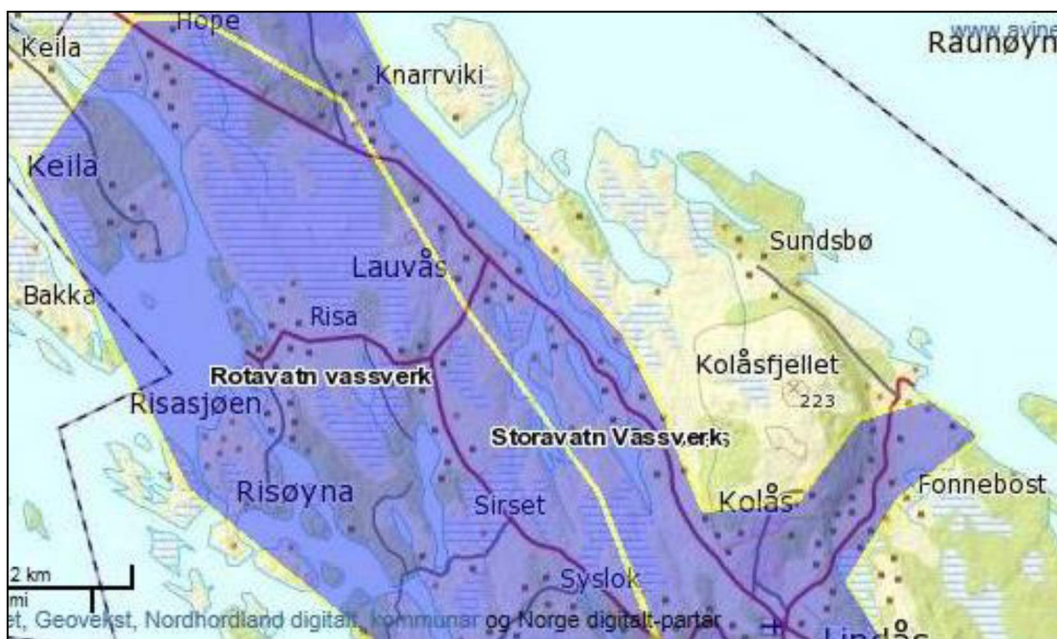 Hope
www.avine
Keila
Raunøyn
Knarrviki
Keila
Sundsbø
Lauvås
Bakka
Risa
Kolåsfjellet
Rotavatn vassverk
223
Risasjøen
Storavatn Vassverk
Risøyna
Kolås
Fonnebost
Sirset
2 km
mi
Syslok
et, Geovekst, Nordhordland digitalt, kommunar og Norge digitalt-partar
Lindås